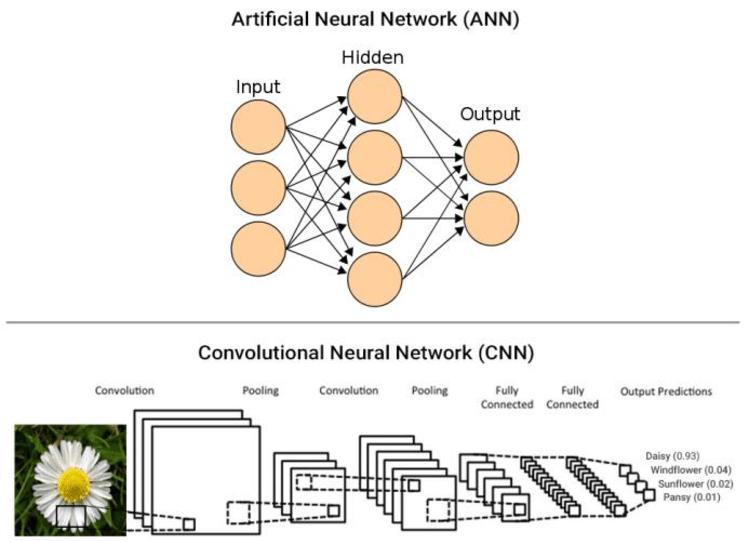 Artificial Neural Network (ANN)
Hidden
Input
Output
Convolutional Neural Network (CNN)
Convolution
Pooling
Convolution
Pooling
Fully
Connected
Fully
Connected
Output Predictions
Daisy (0.93)
Windflower (0.04)
Sunflower (0.02)
Pansy (0.01)